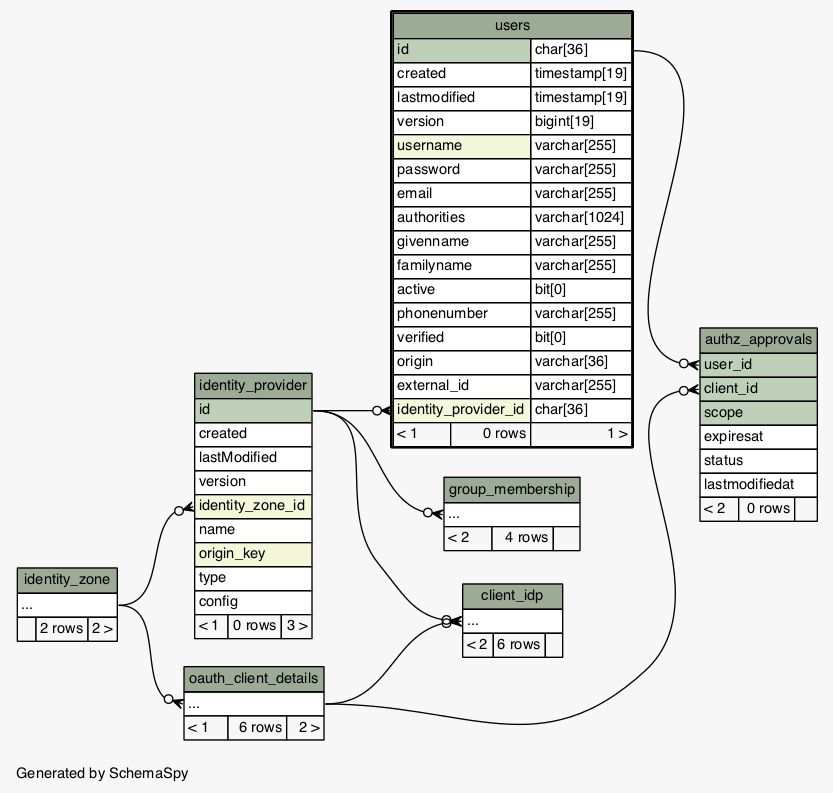 users
id char[36]
created timestamp[19]
lastmodified timestamp[19]
version bigint[19]
username varchar[255]
password varchar[255]
email varchar[255]
authorities varchar[1024]
givenname varchar[255]
familyname varchar[255]
active bit[0]
phonenumber varchar[255]
verified bit[0]
origin varchar[36]
external_id varchar[255]
identity_provider_id char[36]
< 1 0 rows 1 >
authz_approvals
user_id
client_id
scope
expiresat
status
lastmodifiedat
< 2 0 rows
identity_provider
id
created
lastModified
version
identity_zone_id
name
origin_key
type
config
< 1 0 rows 3 >
group_membership
...
< 2 4 rows
identity_zone
...
2 rows 2 >
client_idp
...
< 2 6 rows
oauth_client_details
...
< 1 6 rows 2 >
Generated by SchemaSpy